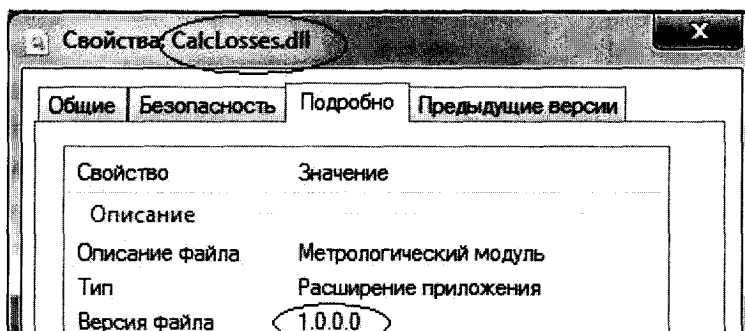 Свойства: CalcLosses.dll
X
Общие Безопасность Подробно Предыдущие версии
Свойство Значение
Описание
Описание файла Метрологический модуль
Тип Расширение приложения
Версия файла 1.0.0.0